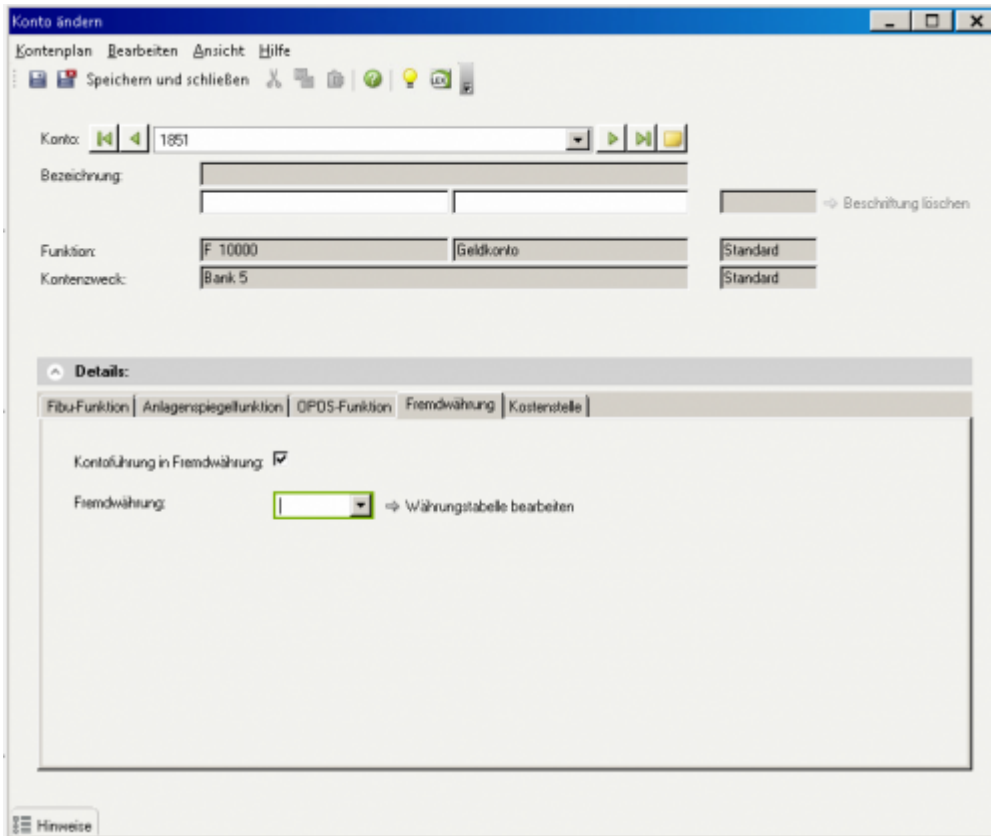 Konto ändern
Kontenplan Bearbeiten Ansicht Hilfe
Speichern und schließen LEX
Konto: 1851
Bezeichnung:
Beschriftung löschen
Funktion: F 10000 Geldkonto Standard
Kontenzweck: Bank 5 Standard
Details:
Fibu-Funktion Anlagenspiegelfunktion OPOS-Funktion Fremdwährung Kostenstelle
Kontoführung in Fremdwährung:
Fremdwährung: Währungstabelle bearbeiten
Hinweise